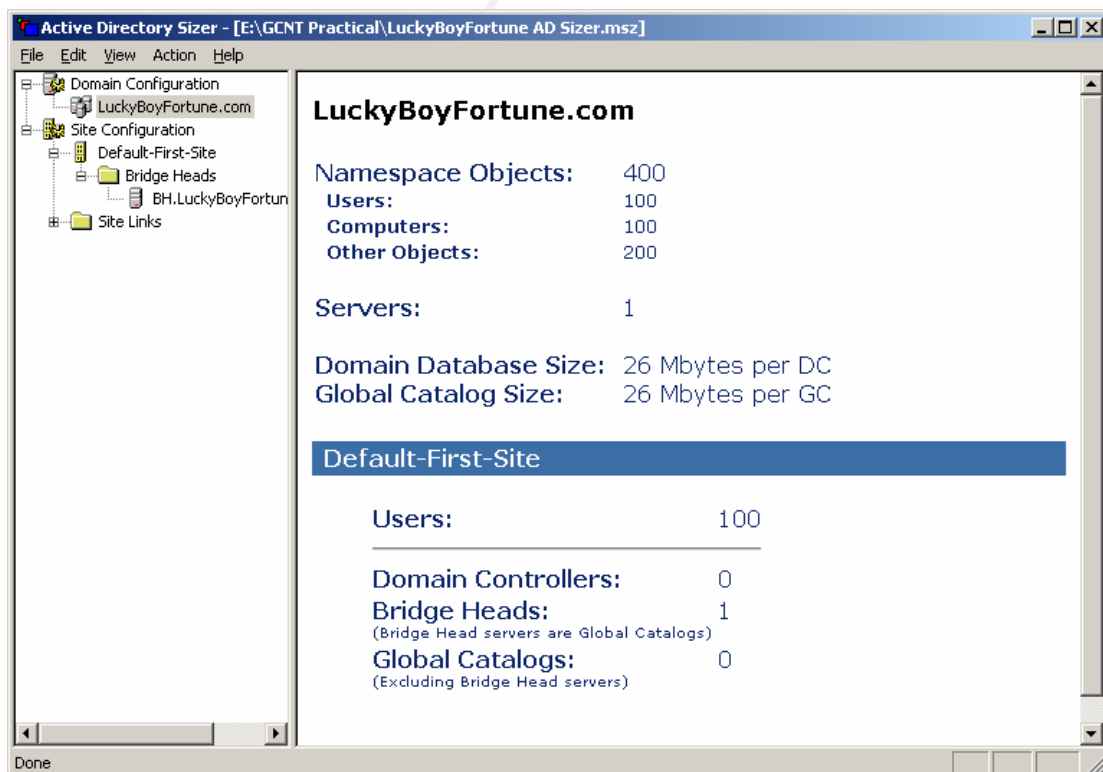 Active Directory Sizer - [E:\GCNT Practical\LuckyBoyFortune AD Sizer.msz]
File Edit View Action Help
Domain Configuration
LuckyBoyFortune.com
Site Configuration
Default-First-Site
Bridge Heads
BH.LuckyBoyFortun
Site Links
LuckyBoyFortune.com
Namespace Objects: 400
Users: 100
Computers: 100
Other Objects: 200
Servers: 1
Domain Database Size: 26 Mbytes per DC
Global Catalog Size: 26 Mbytes per GC
Default-First-Site
Users: 100
Domain Controllers: 0
Bridge Heads: 1
(Bridge Head servers are Global Catalogs)
Global Catalogs: 0
(Excluding Bridge Head servers)
Done